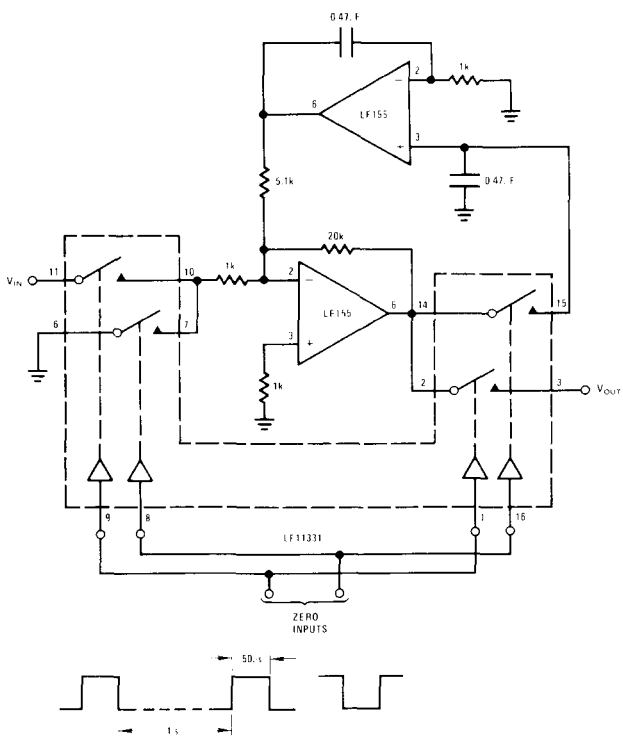 0.47. F
2
1k
6
LF155
3
0.47. F
5.1k
20k
VIN
11
10
1k
2
6
14
15
LF155
6
7
3
2
3
VOUT
1k
9
8
1
16
LF11331
ZERO
INPUTS
50. s
1 s